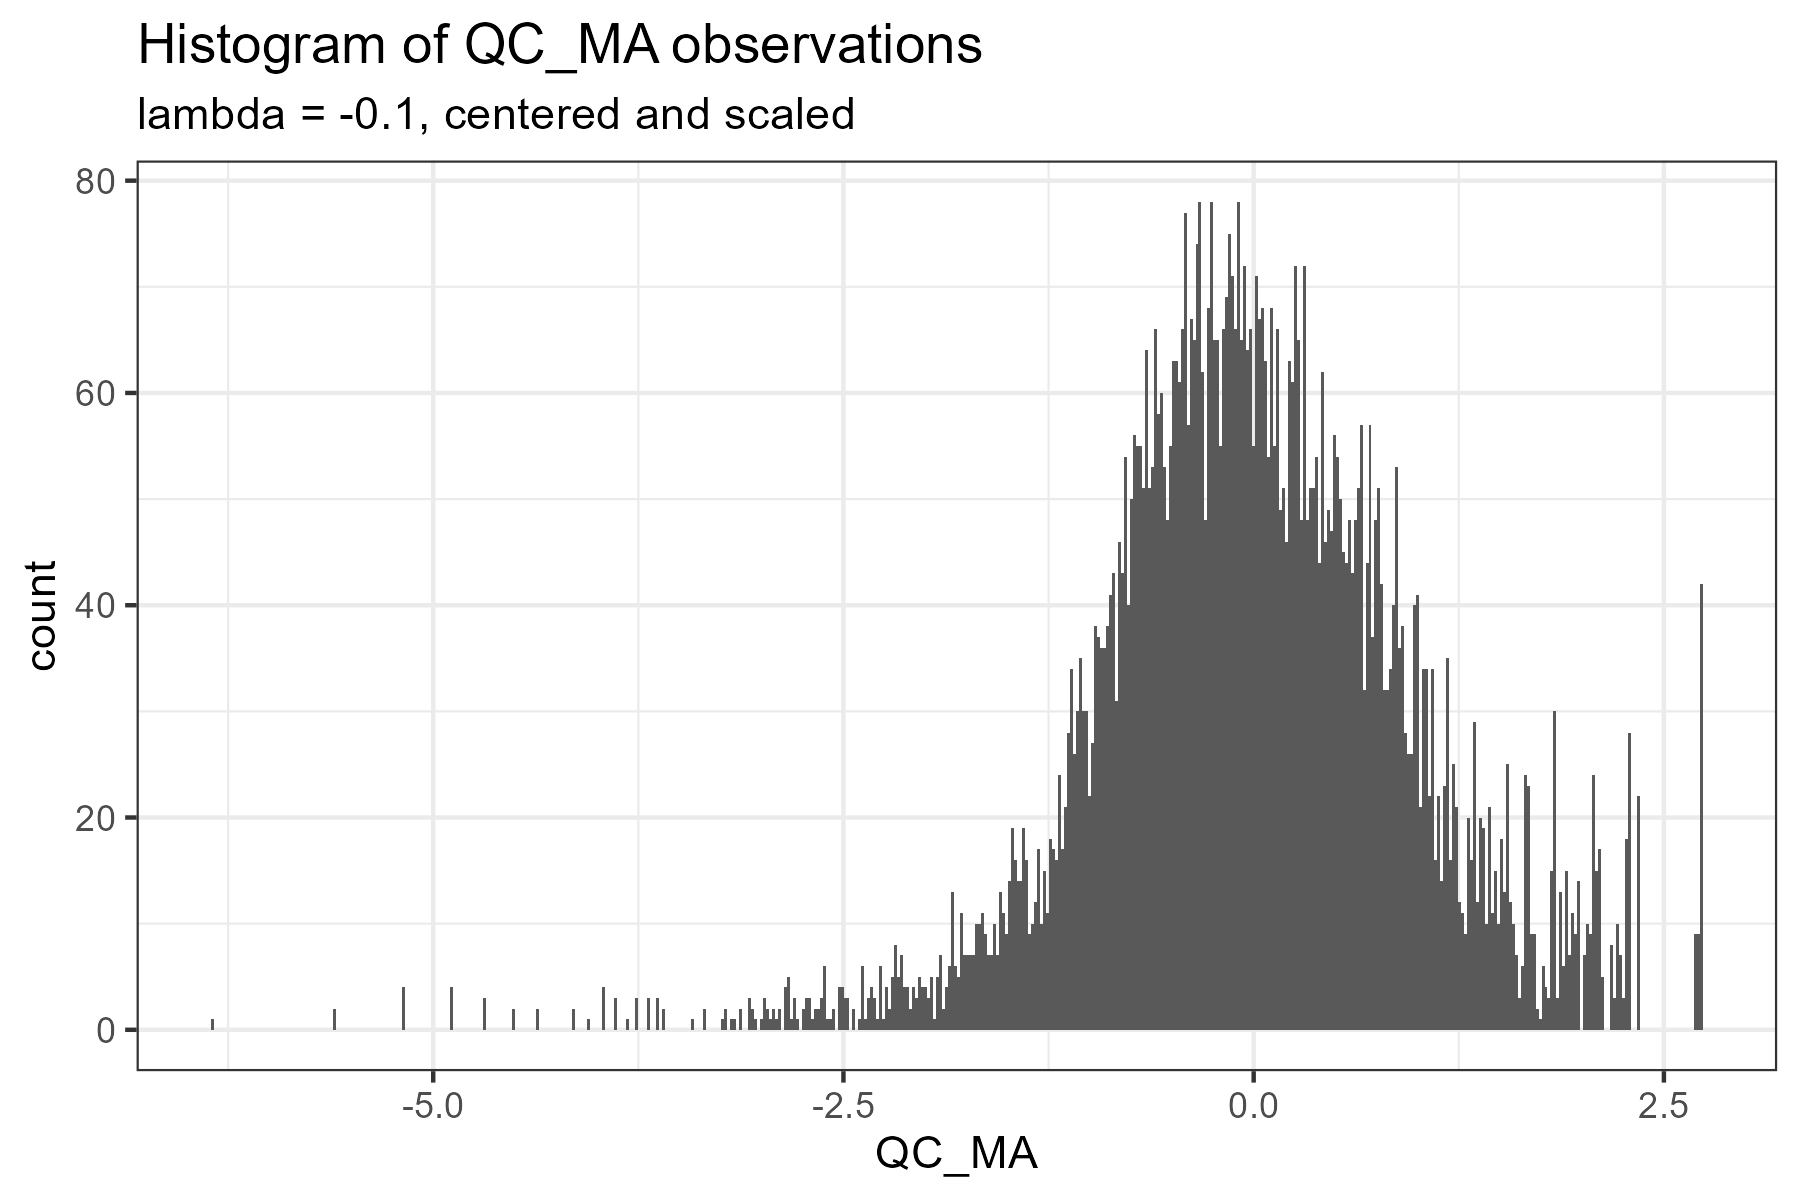 Histogram of QC_MA observations
lambda = -0.1, centered and scaled
80
60
40
20
0
count
-5.0
-2.5
0.0
2.5
QC_MA